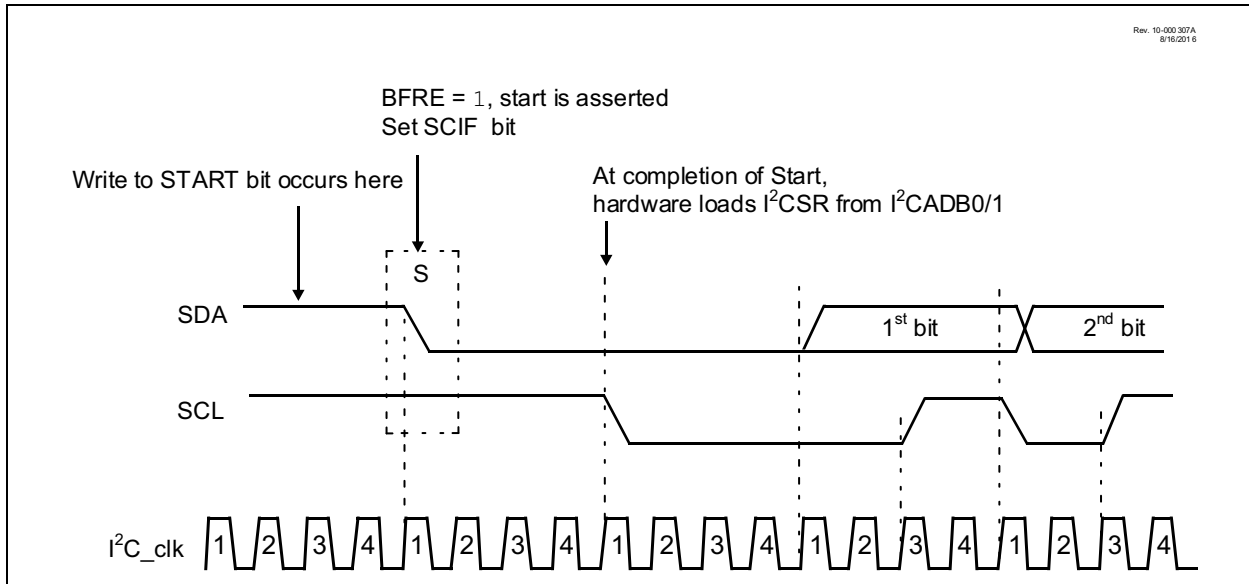 Rev. 10-000 307A
8/16/201 6
BFRE = 1, start is asserted
Set SCIF bit
Write to START bit occurs here
At completion of Start,
hardware loads I²CSR from I²CADB0/1
S
SDA
1st bit
2nd bit
SCL
I²C_clk 1 2 3 4 1 2 3 4 1 2 3 4 1 2 3 4 1 2 3 4